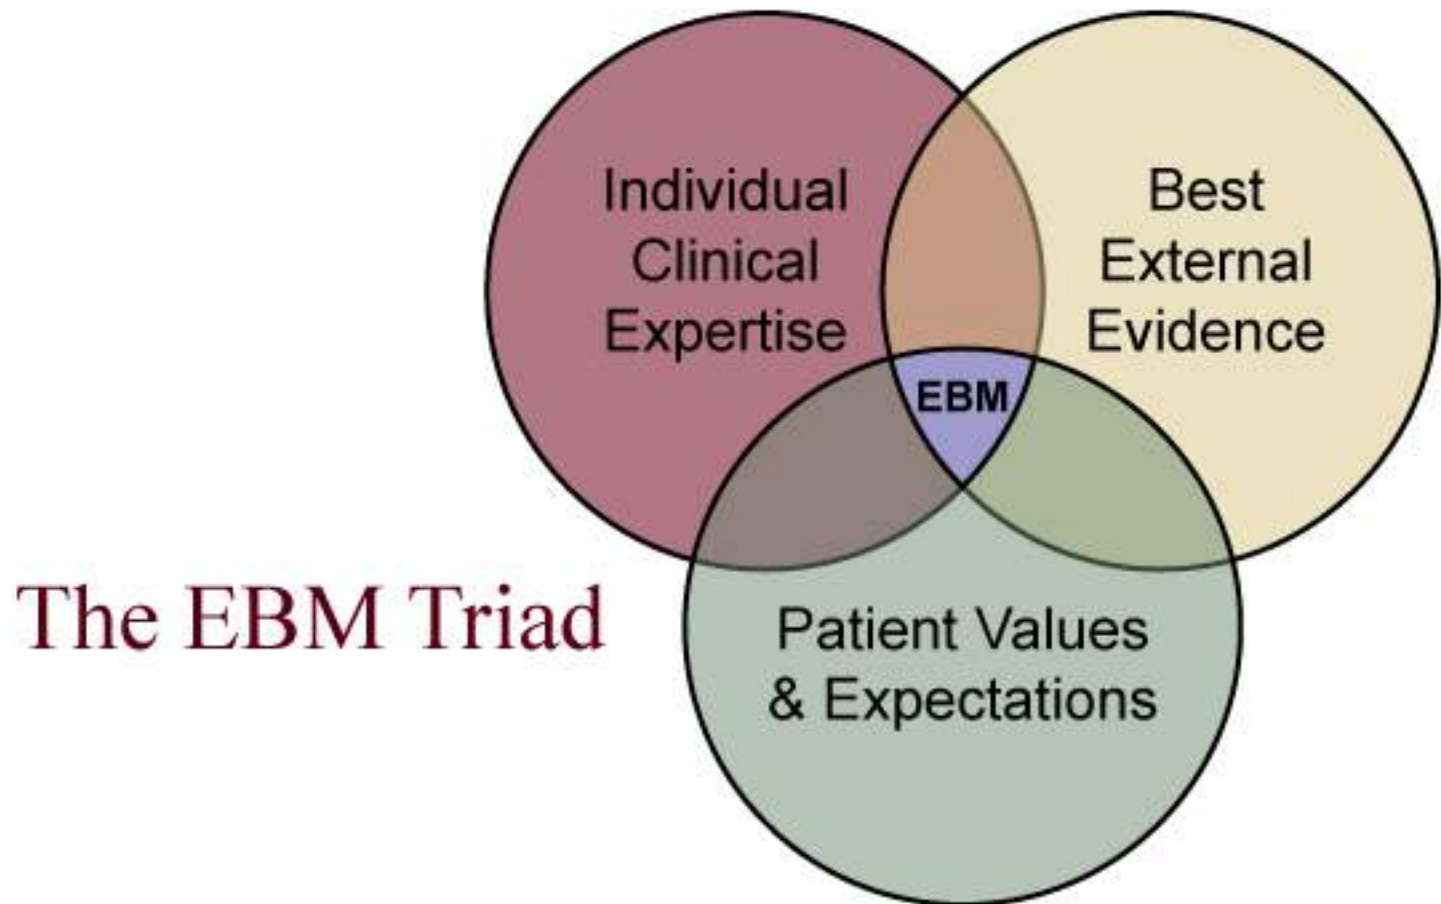 Individual
Clinical
Expertise
Best
External
Evidence
EBM
The EBM Triad
Patient Values
& Expectations